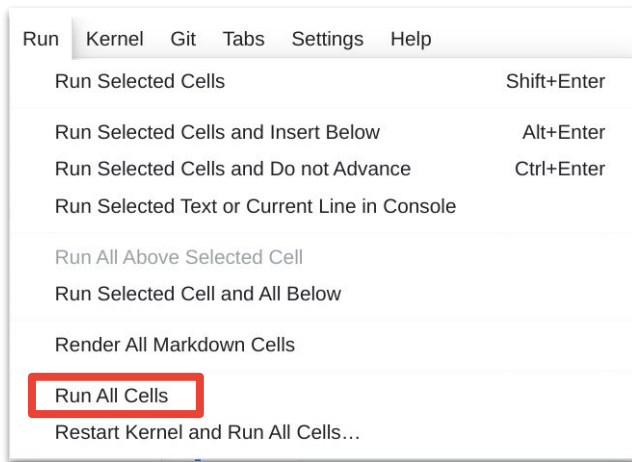 Run Kernel Git Tabs Settings Help
Run Selected Cells Shift+Enter
Run Selected Cells and Insert Below Alt+Enter
Run Selected Cells and Do not Advance Ctrl+Enter
Run Selected Text or Current Line in Console
Run All Above Selected Cell
Run Selected Cell and All Below
Render All Markdown Cells
Run All Cells
Restart Kernel and Run All Cells…